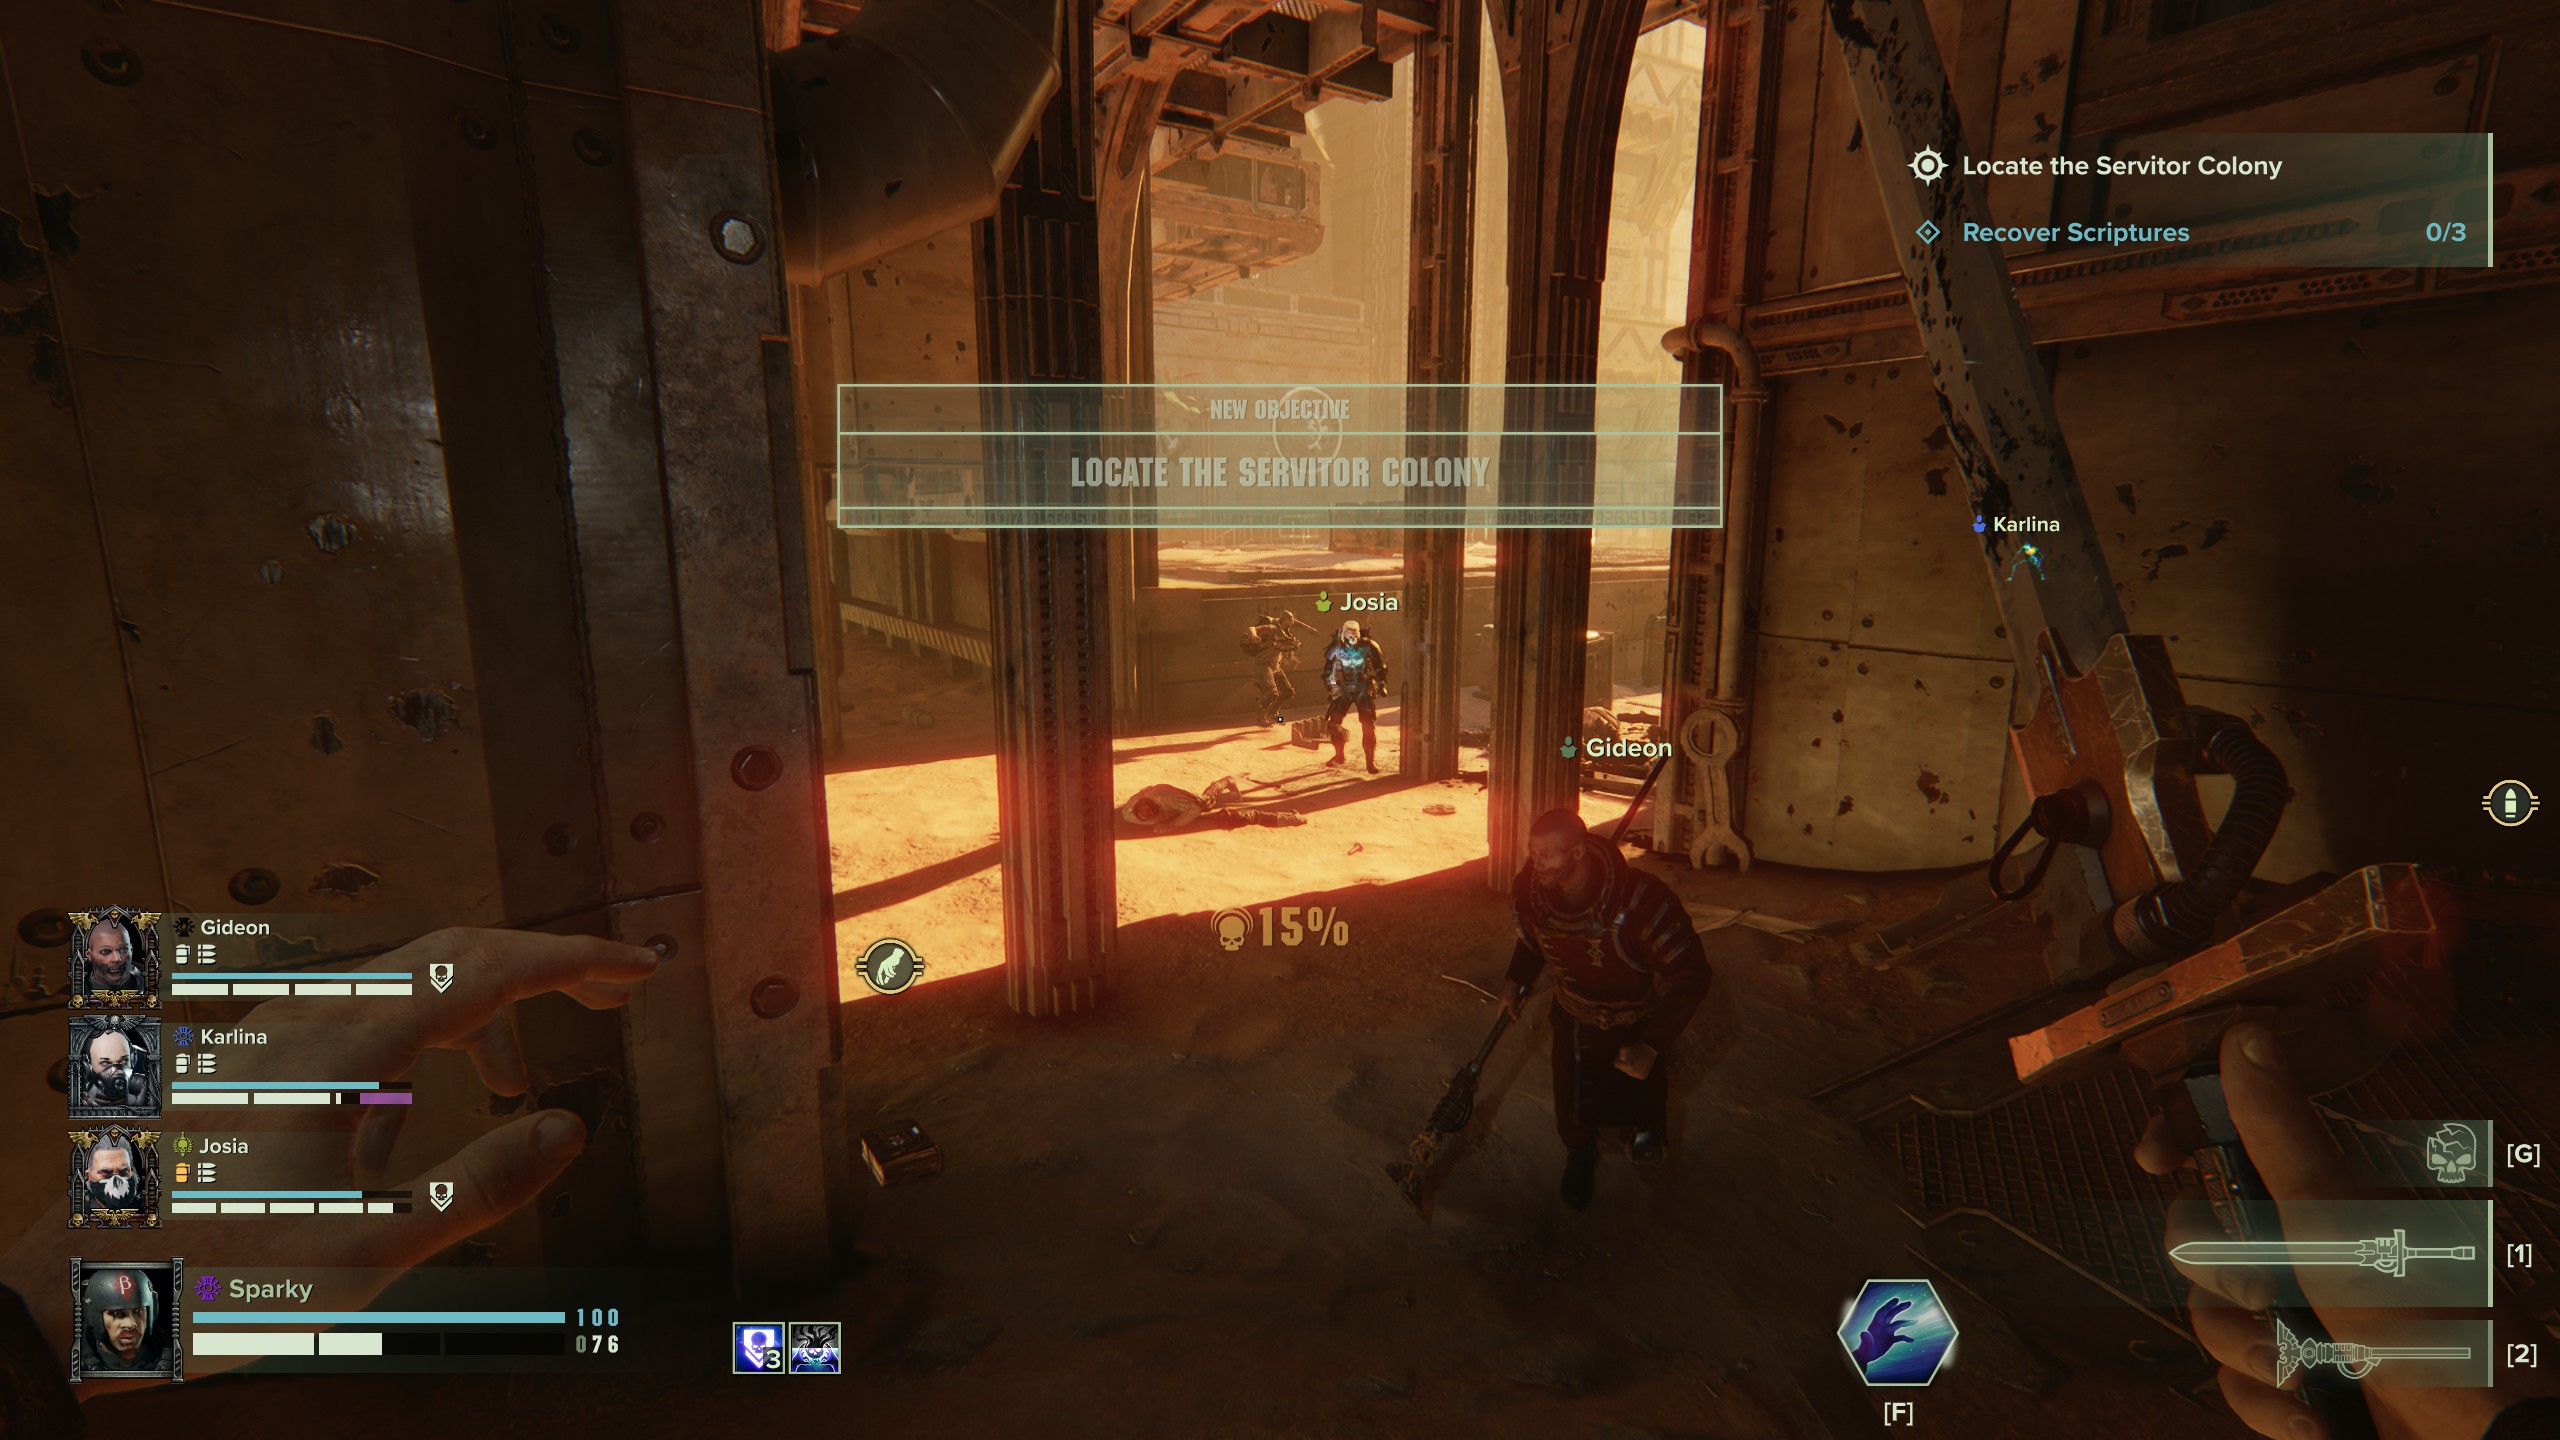 Locate the Servitor Colony
Recover Scriptures 0/3
NEW OBJECTIVE
LOCATE THE SERVITOR COLONY
Karlina
Josia
Gideon
15%
Gideon
Karlina
Josia
Sparky
100
076
3
β
[G]
[1]
[2]
[F]